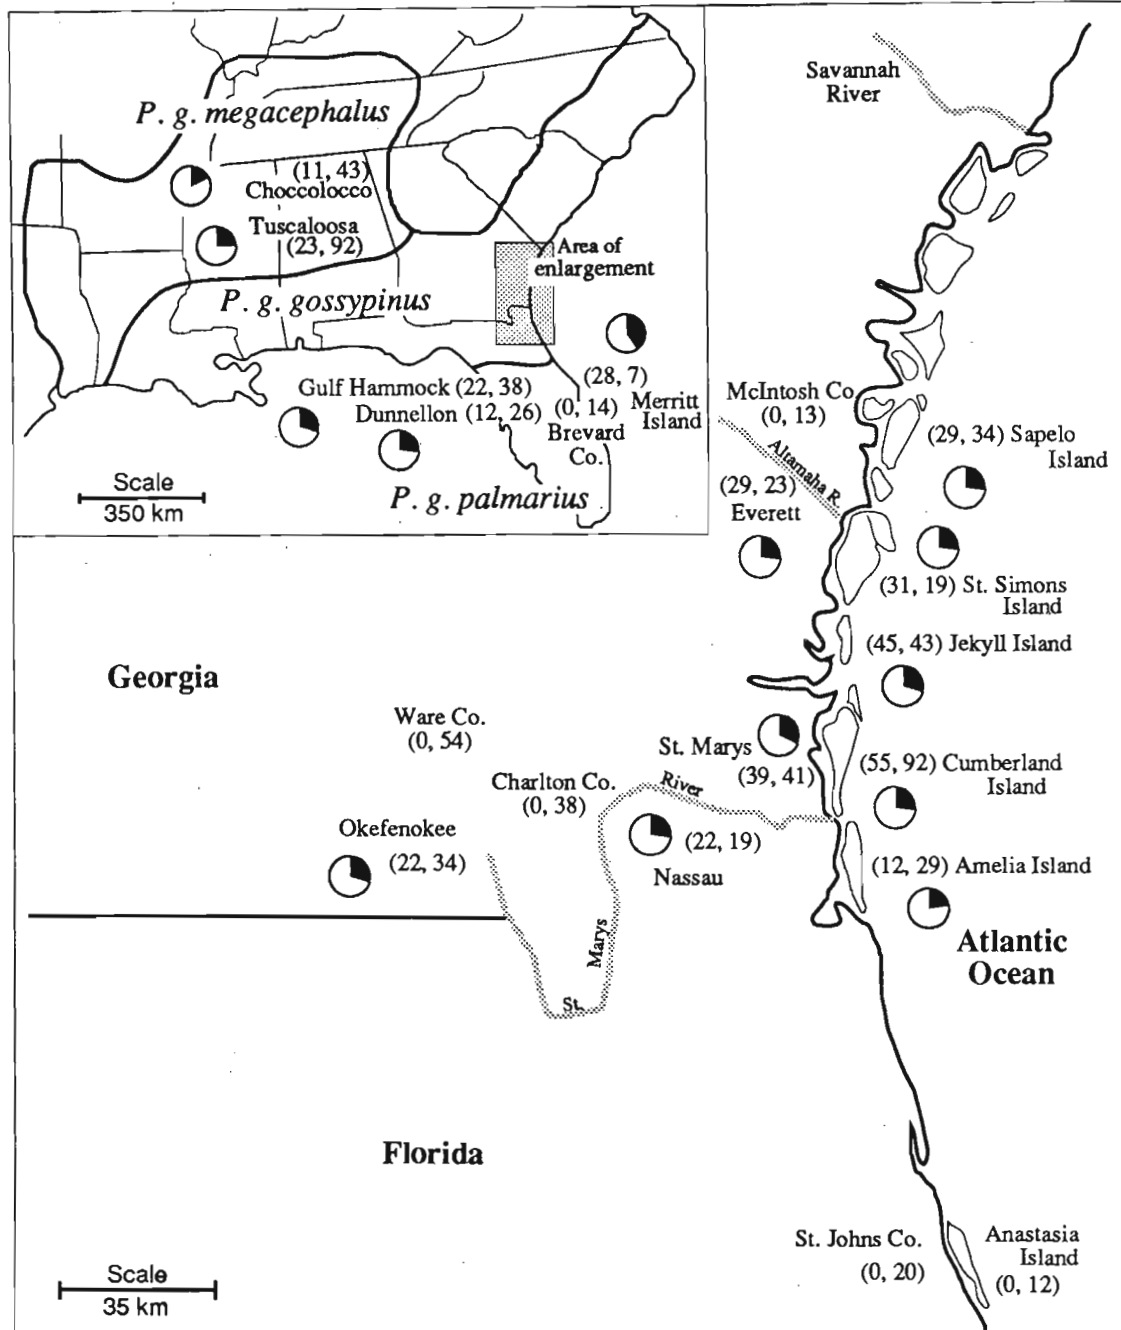 P. g. megacephalus
(11, 43)
Choccolocco
Tuscaloosa
(23, 92)
Area of
enlargement
P. g. gossypinus
Gulf Hammock (22, 38)
Dunnellon (12, 26)
(0, 14)
Brevard
Co.
(28, 7)
Merritt
Island
P. g. palmarius
Scale
350 km
Savannah
River
McIntosh Co.
(0, 13)
Altamaha R.
(29, 34) Sapelo
Island
(29, 23)
Everett
(31, 19) St. Simons
Island
(45, 43) Jekyll Island
Georgia
Ware Co.
(0, 54)
St. Marys
(39, 41)
(55, 92) Cumberland
Island
Charlton Co.
(0, 38)
River
Okefenokee
(22, 34)
(22, 19)
Nassau
(12, 29) Amelia Island
Marys
St.
Atlantic
Ocean
Florida
St. Johns Co.
(0, 20)
Anastasia
Island
(0, 12)
Scale
35 km